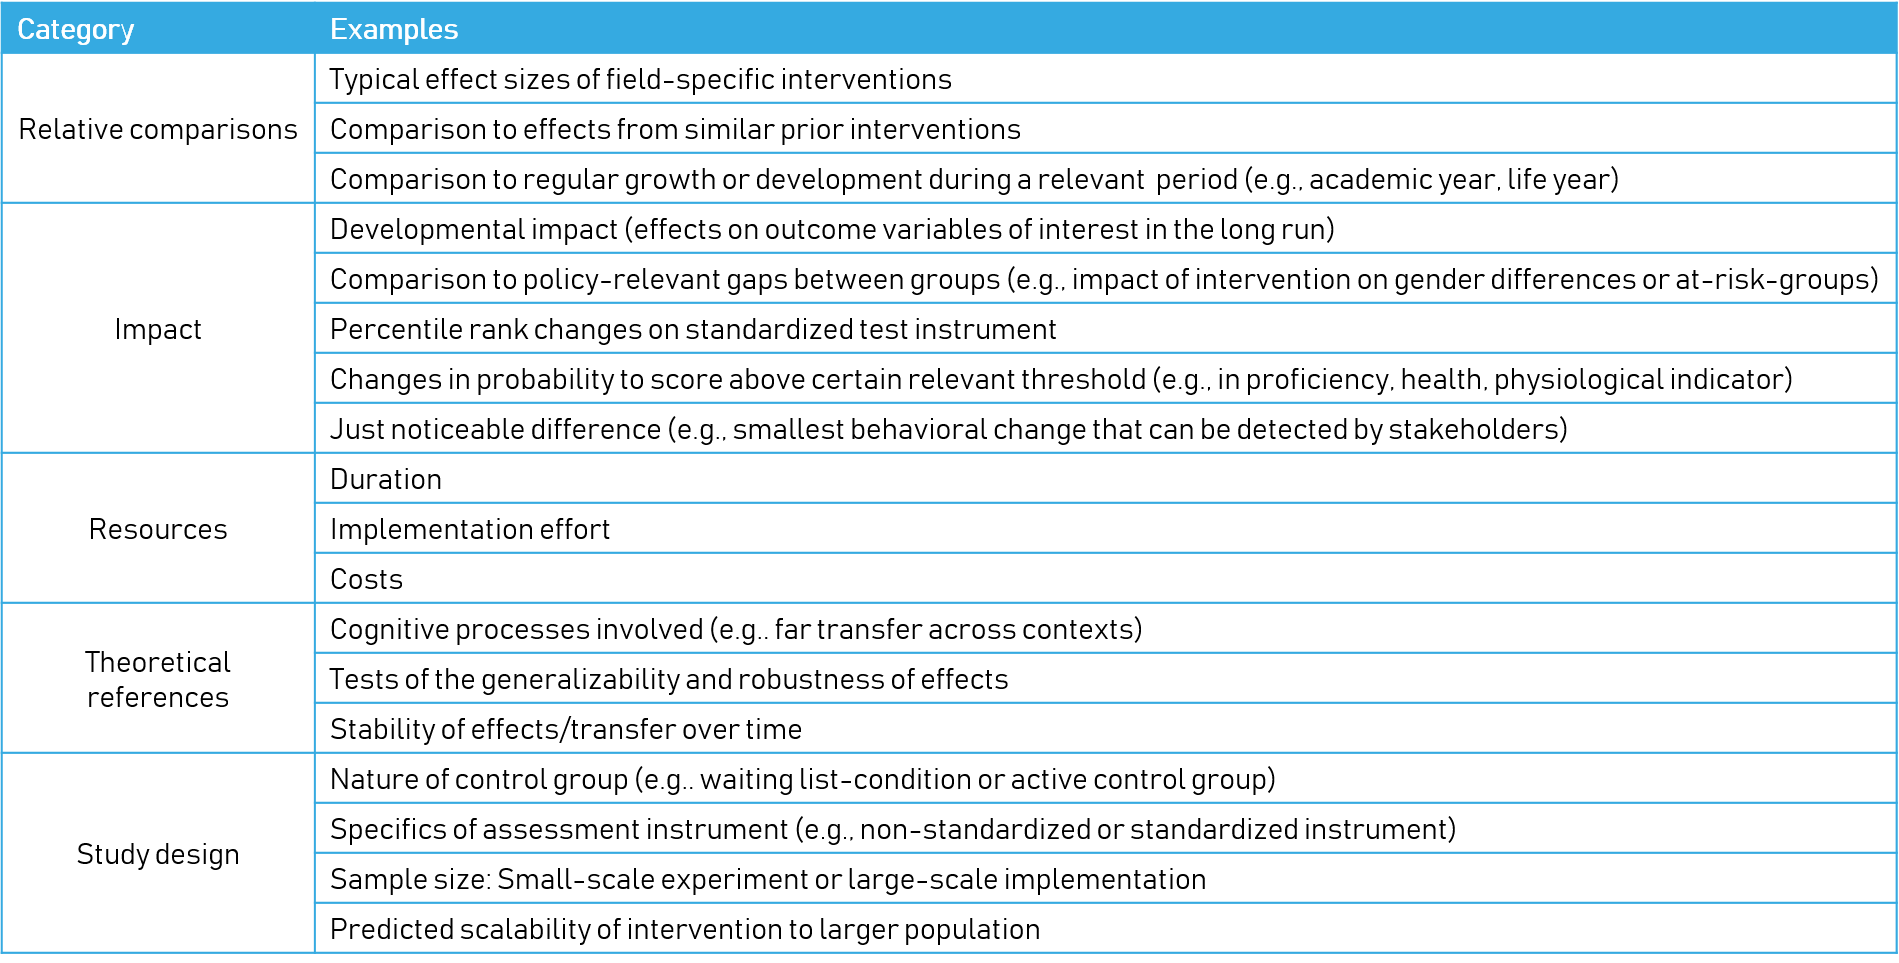 Category Examples
Relative comparisons
Typical effect sizes of field-specific interventions
Comparison to effects from similar prior interventions
Comparison to regular growth or development during a relevant period (e.g., academic year, life year)
Impact
Developmental impact (effects on outcome variables of interest in the long run)
Comparison to policy-relevant gaps between groups (e.g., impact of intervention on gender differences or at-risk-groups)
Percentile rank changes on standardized test instrument
Changes in probability to score above certain relevant threshold (e.g., in proficiency, health, physiological indicator)
Just noticeable difference (e.g., smallest behavioral change that can be detected by stakeholders)
Resources
Duration
Implementation effort
Costs
Theoretical
references
Cognitive processes involved (e.g.. far transfer across contexts)
Tests of the generalizability and robustness of effects
Stability of effects/transfer over time
Study design
Nature of control group (e.g.. waiting list-condition or active control group)
Specifics of assessment instrument (e.g., non-standardized or standardized instrument)
Sample size: Small-scale experiment or large-scale implementation
Predicted scalability of intervention to larger population